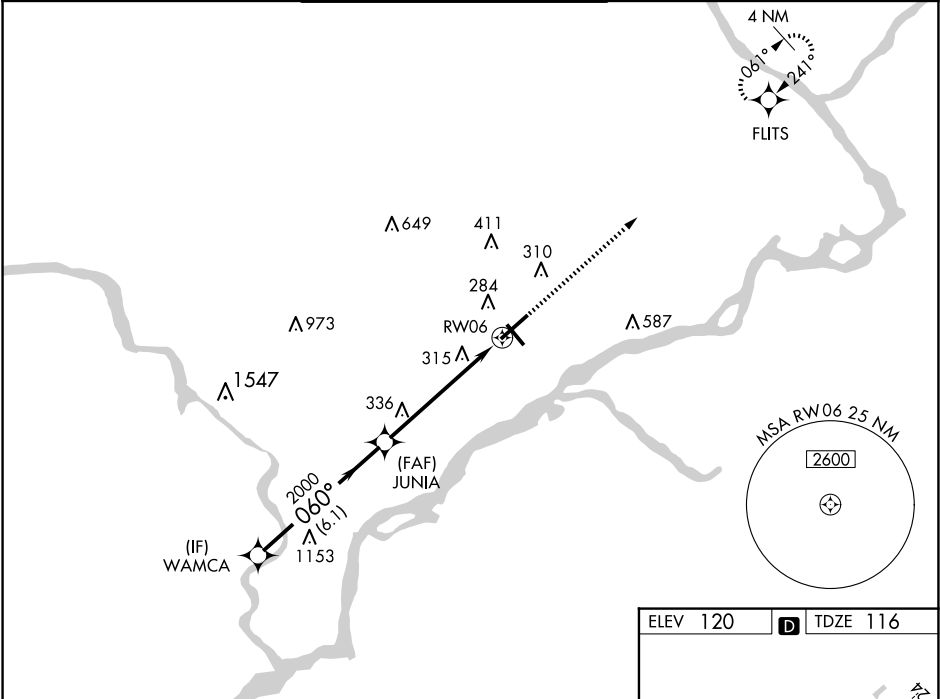 4 NM
061°
241°
FLITS
649
411
310
284
RW06
587
973
315
1547
336
(FAF)
JUNIA
2000
060°
(6.1)
1153
(IF)
WAMCA
MSA RW06 25 NM
2600
ELEV 120 D TDZE 116
24